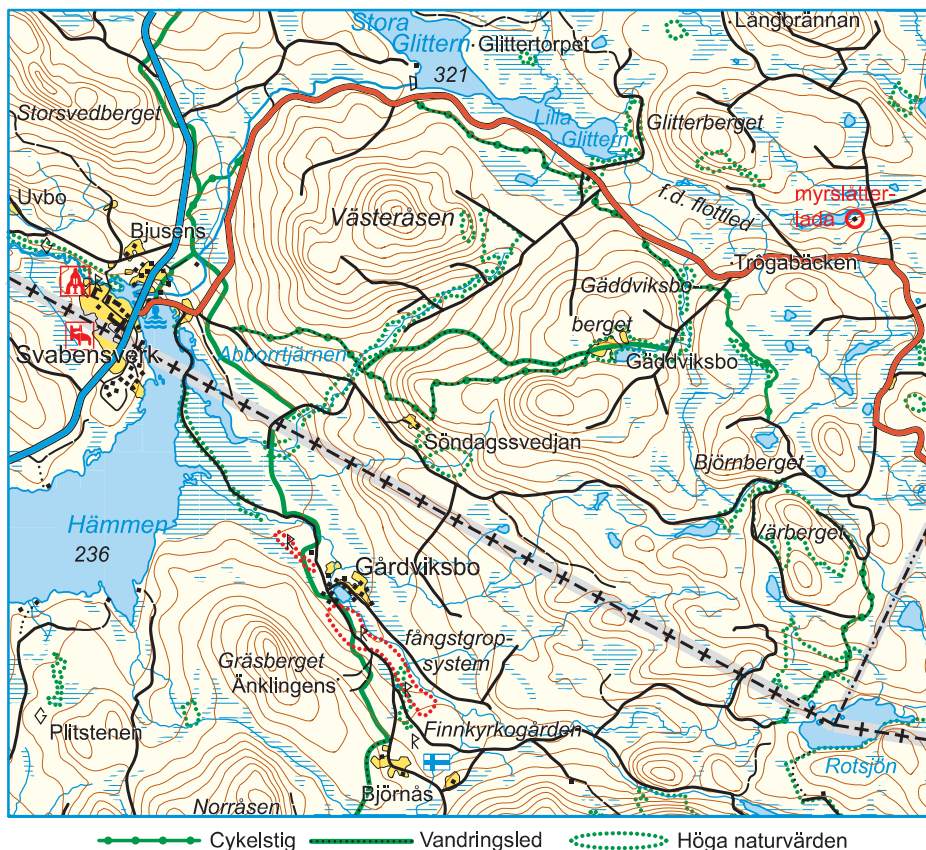 Stora
Glittern
Långbrännan
Glittertorpet
321
Storsvedberget
Lilla
Glittern
Glitterberget
Uvbo
Västeråsen
f.d. flottled
myrslåtter-
lada
Bjusens
Trögabäcken
Gäddviksbo-
berget
Svabensverk
Abborrtjärnen
Gäddviksbo
Söndagssvedjan
Björnberget
Hämmen
236
Värberget
Gårdviksbo
fångstgrop-
system
Gräsberget
Änklingens
Plitstenen
Finnkyrkogården
Rotsjön
Björnås
Norråsen
Cykelstig
Vandringsled
Höga naturvärden